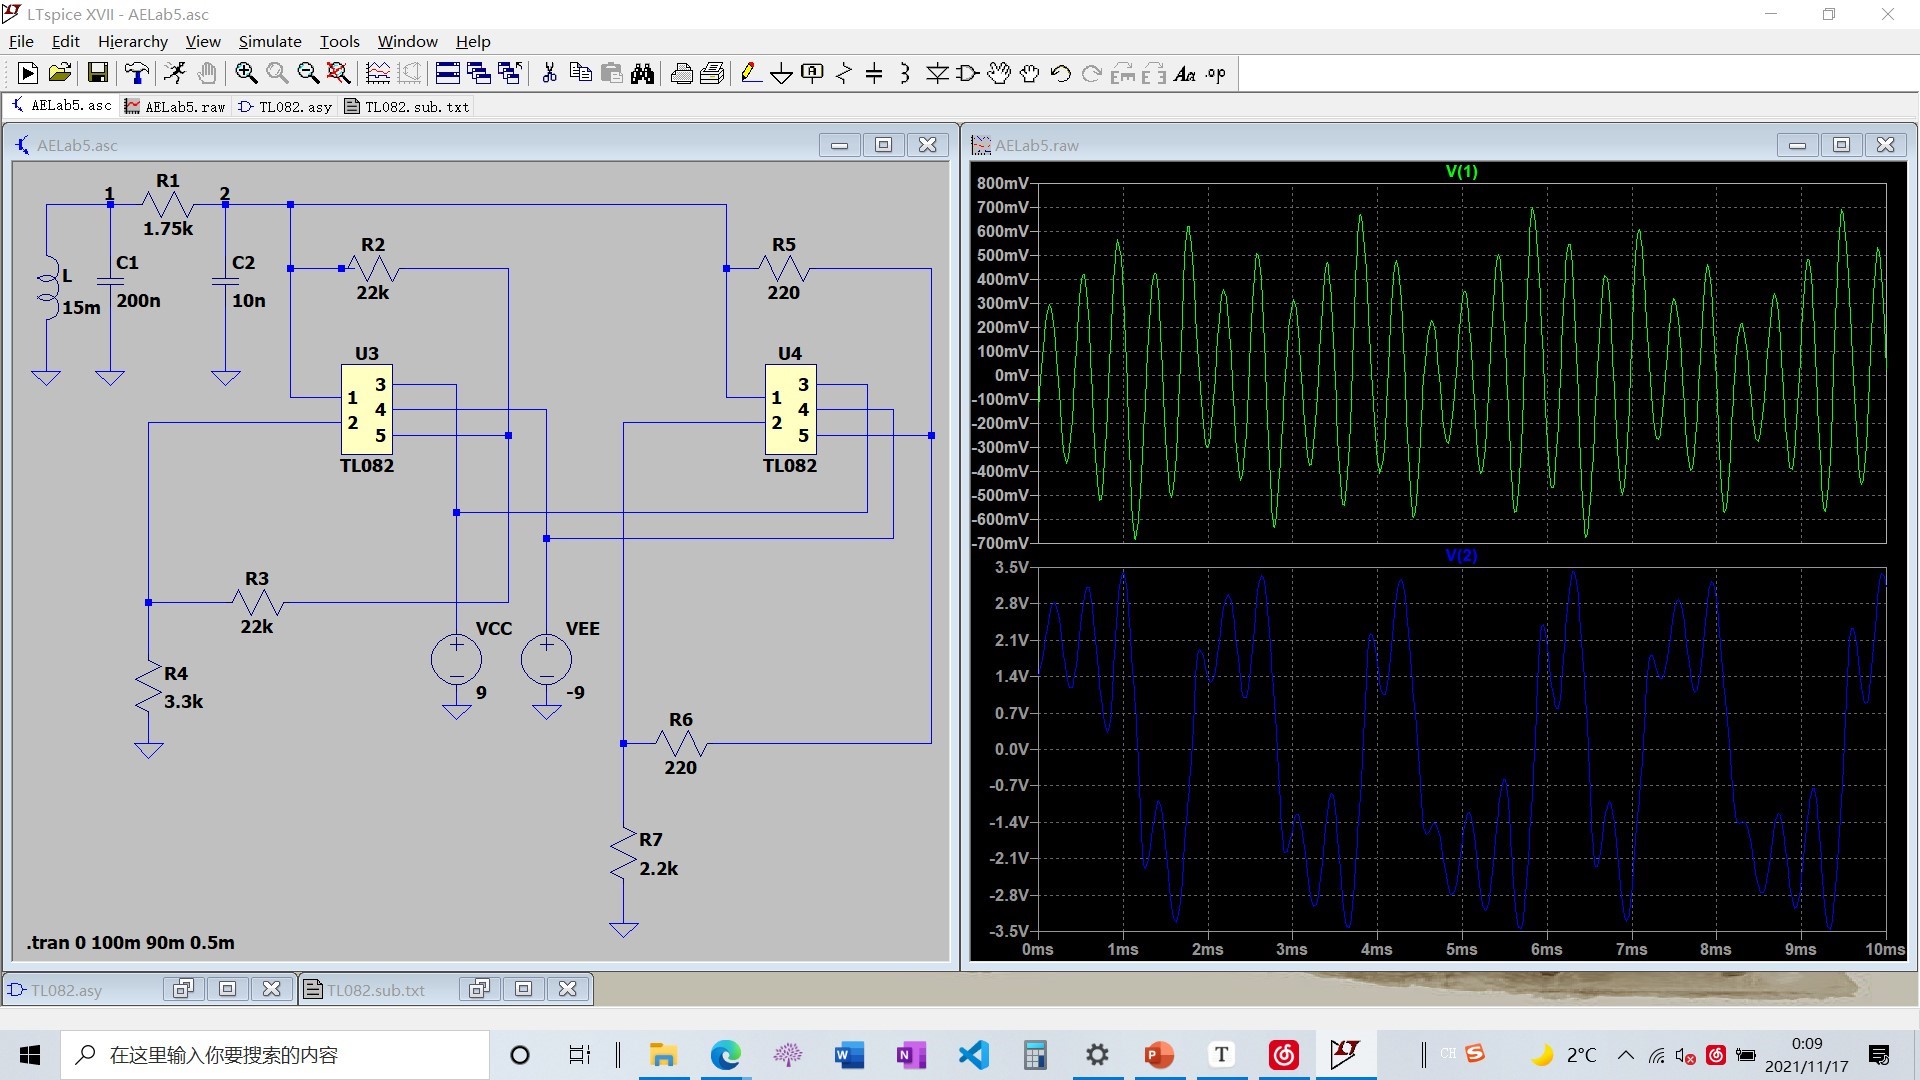 LTspice XVII - AELab5.asc
File Edit Hierarchy View Simulate Tools Window Help
AELab5.asc AELab5.raw TL082.asy TL082.sub.txt
AELab5.asc
1 R1 2
1.75k
L
15m
C1
200n
C2
10n
R2
22k
R5
220
U3
1 2 3 4 5
TL082
U4
1 2 3 4 5
TL082
R3
22k
R4
3.3k
VCC
9
VEE
-9
R6
220
R7
2.2k
.tran 0 100m 90m 0.5m
AELab5.raw
V(1)
800mV
700mV
600mV
500mV
400mV
300mV
200mV
100mV
0mV
-100mV
-200mV
-300mV
-400mV
-500mV
-600mV
-700mV
V(2)
3.5V
2.8V
2.1V
1.4V
0.7V
0.0V
-0.7V
-1.4V
-2.1V
-2.8V
-3.5V
0ms 1ms 2ms 3ms 4ms 5ms 6ms 7ms 8ms 9ms 10ms
TL082.asy TL082.sub.txt
在这里输入你要搜索的内容
CH
2°C
0:09
2021/11/17